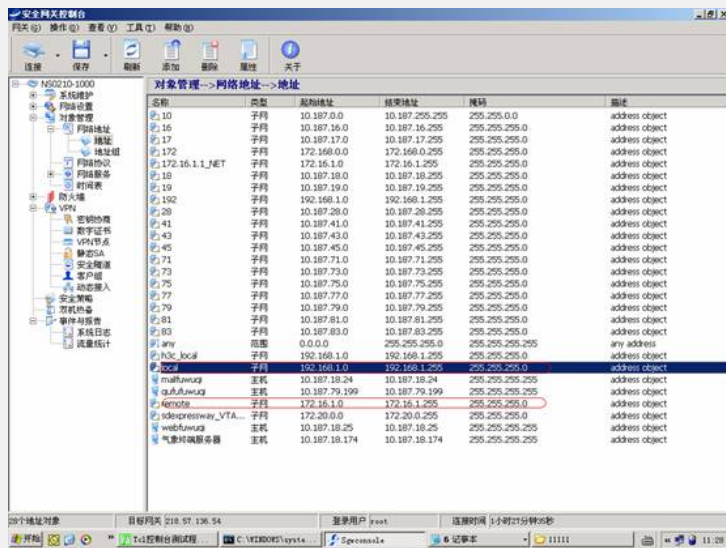 安全网关控制台
网关(G) 操作(O) 查看(V) 工具(T) 帮助(H)
连接 保存 刷新 添加 删除 属性 关于
NS0210-1000
系统维护
网络设置
对象管理
网络地址
地址
地址组
网络协议
网络服务
时间表
防火墙
VPN
密钥协商
数字证书
VPN节点
静态SA
安全隧道
客户组
动态接入
安全策略
双机热备
事件与报告
系统日志
流量统计
对象管理-->网络地址-->地址
名称 类型 起始地址 结束地址 掩码 描述
10 子网 10.187.0.0 10.187.255.255 255.255.0.0 address object
16 子网 10.187.16.0 10.187.16.255 255.255.255.0 address object
17 子网 10.187.17.0 10.187.17.255 255.255.255.0 address object
172 子网 172.168.0.0 172.168.0.255 255.255.255.0 address object
172.16.1.1_NET 子网 172.16.1.0 172.16.1.255 255.255.255.0 address object
18 子网 10.187.18.0 10.187.18.255 255.255.255.0 address object
19 子网 10.187.19.0 10.187.19.255 255.255.255.0 address object
192 子网 192.168.1.0 192.168.1.255 255.255.255.0 address object
28 子网 10.187.28.0 10.187.28.255 255.255.255.0 address object
41 子网 10.187.41.0 10.187.41.255 255.255.255.0 address object
43 子网 10.187.43.0 10.187.43.255 255.255.255.0 address object
45 子网 10.187.45.0 10.187.45.255 255.255.255.0 address object
71 子网 10.187.71.0 10.187.71.255 255.255.255.0 address object
73 子网 10.187.73.0 10.187.73.255 255.255.255.0 address object
75 子网 10.187.75.0 10.187.75.255 255.255.255.0 address object
77 子网 10.187.77.0 10.187.77.255 255.255.255.0 address object
79 子网 10.187.79.0 10.187.79.255 255.255.255.0 address object
81 子网 10.187.81.0 10.187.81.255 255.255.255.0 address object
83 子网 10.187.83.0 10.187.83.255 255.255.255.0 address object
any 范围 0.0.0.0 255.255.255.0 255.255.255.255 any address
h3c_local 子网 192.168.1.0 192.168.1.255 255.255.255.0 address object
local 子网 192.168.1.0 192.168.1.255 255.255.255.0 address object
mailfuwuqi 主机 10.187.18.24 10.187.18.24 255.255.255.255 address object
qufufuwuqi 主机 10.187.79.199 10.187.79.199 255.255.255.255 address object
remote 子网 172.16.1.0 172.16.1.255 255.255.255.0 address object
sdexpressway_VTA... 子网 172.20.0.0 172.20.0.255 255.255.255.0 address object
webfuwuqi 主机 10.187.18.25 10.187.18.25 255.255.255.255 address object
气象终端服务器 主机 10.187.18.174 10.187.18.174 255.255.255.255 address object
28个地址对象 目标网关 218.57.136.54 登录用户 root 连接时间 1小时27分钟35秒
开始 Tcl控制台测试程... C:\WINDOWS\syste... Sgwconsole 6 记事本 11111 11:28